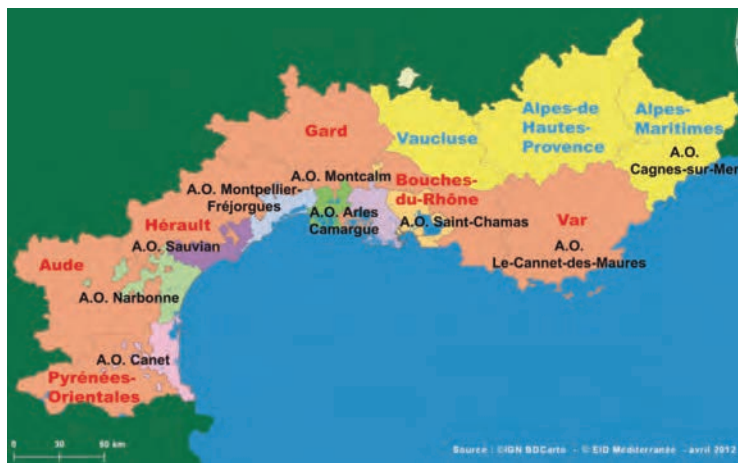 Alpes-de
Hautes-
Provence
Alpes-
Maritimes
Gard
Vaucluse
A.O.
Cagnes-sur-Mer
A.O. Montcalm
Bouches-
du-Rhône
A.O. Montpellier-
Fréjorgues
A.O. Arles
Camargue
A.O. Saint-Chamas
Var
Hérault
A.O. Sauvian
A.O.
Le-Cannet-des-Maures
Aude
A.O. Narbonne
A.O. Canet
Pyrénées-
Orientales
0 30 60 km
Source : ©IGN BDCarto - © EID Méditerranée - avril 2012